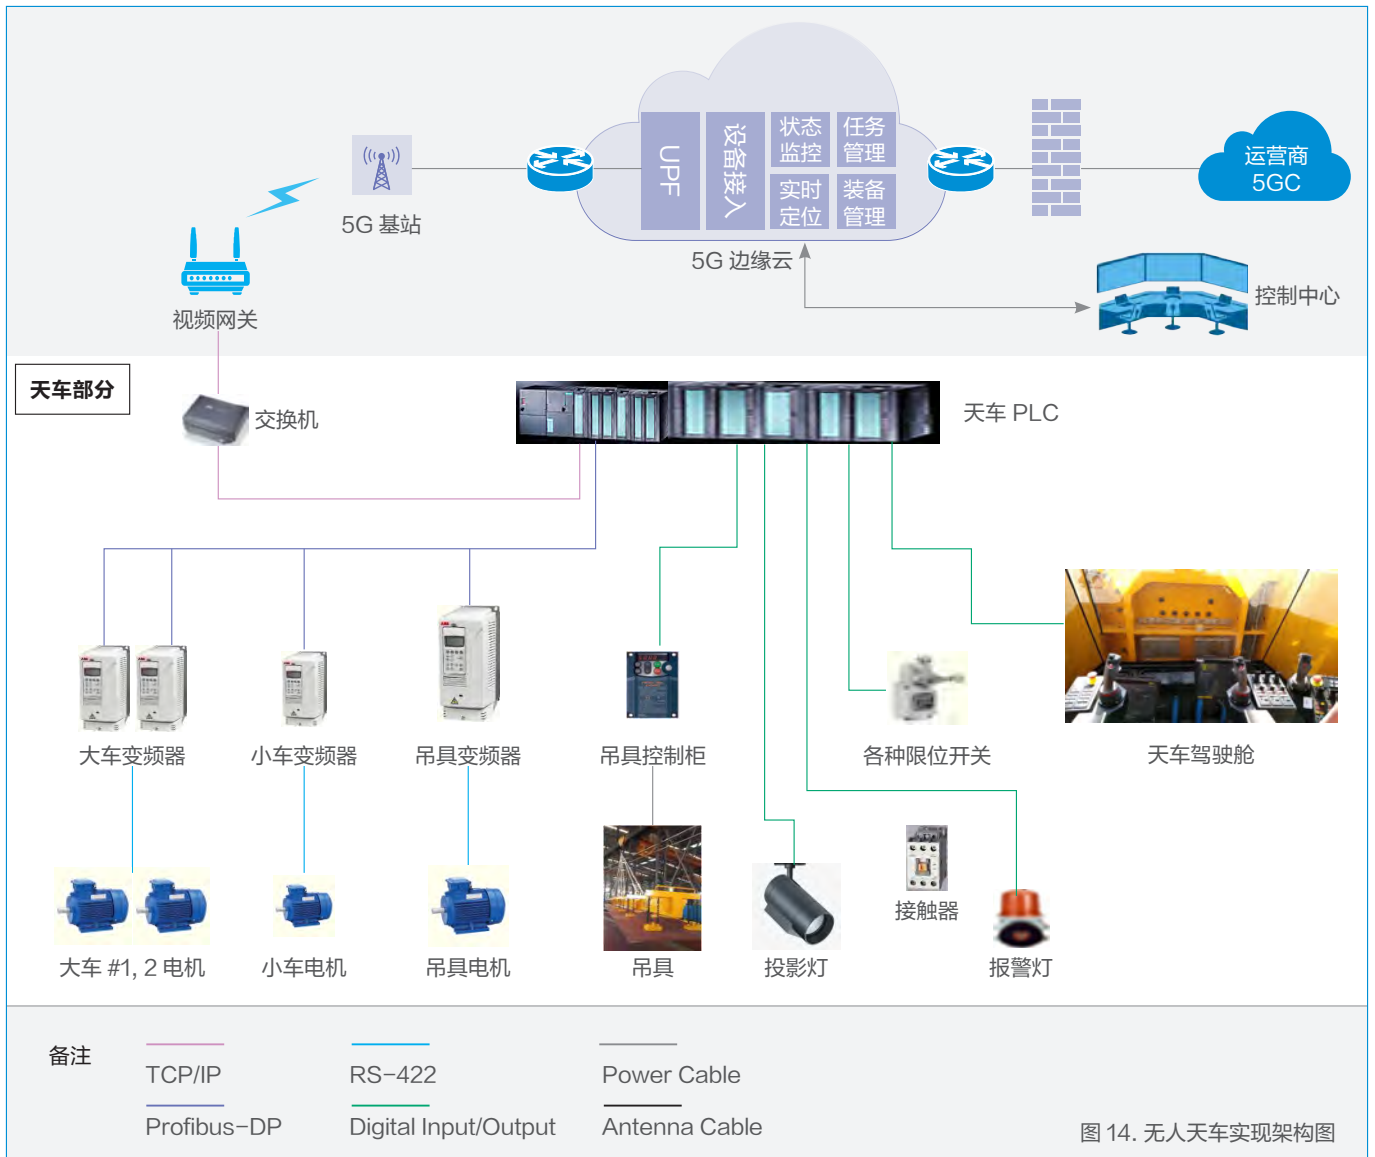 UPF
设备接入
状态
监控
任务
管理
实时
定位
装备
管理
运营商
5GC
5G 基站
5G 边缘云
控制中心
视频网关
天车部分
交换机
天车 PLC
大车变频器
小车变频器
吊具变频器
吊具控制柜
各种限位开关
天车驾驶舱
接触器
大车 #1, 2 电机
小车电机
吊具电机
吊具
投影灯
报警灯
备注
TCP/IP
RS-422
Power Cable
Profibus-DP
Digital Input/Output
Antenna Cable
图 14. 无人天车实现架构图